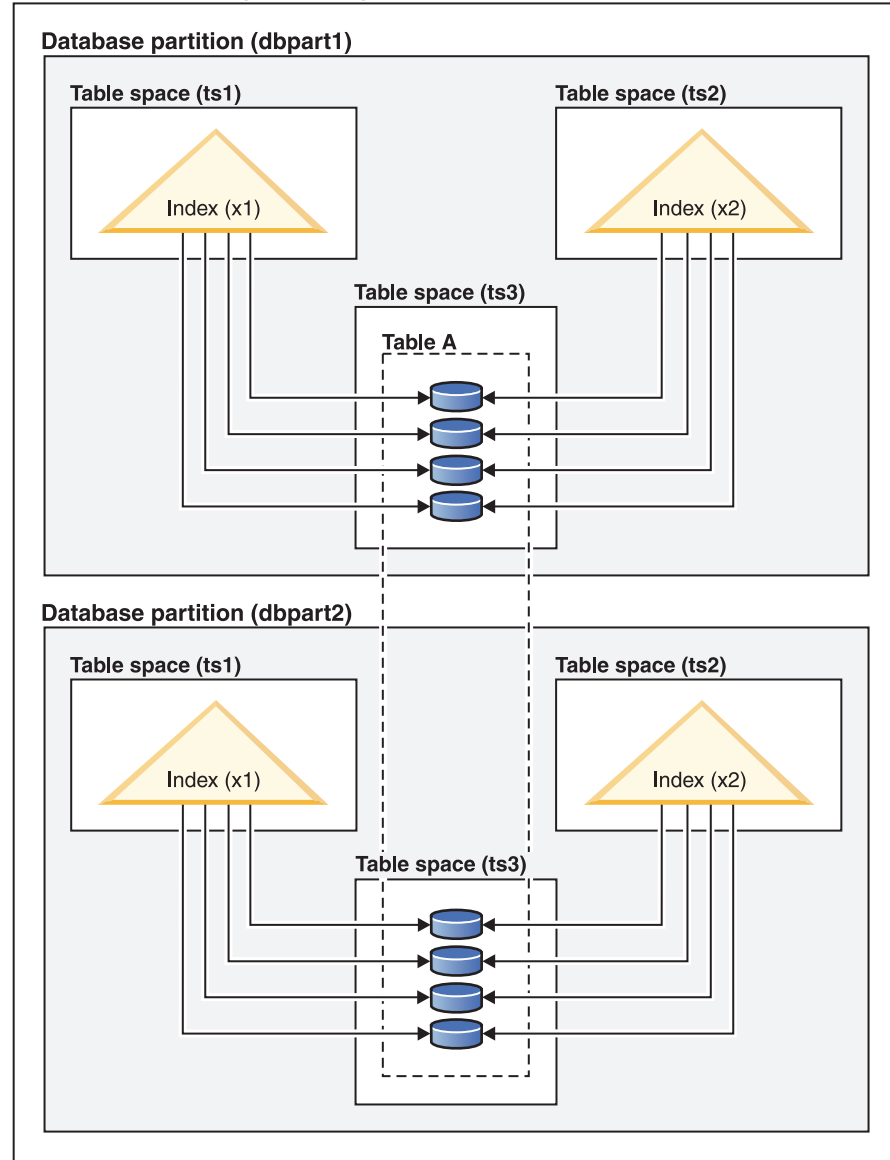 Database partition (dbpart1)
Table space (ts1)
Table space (ts2)
Index (x1)
Index (x2)
Table space (ts3)
Table A
Database partition (dbpart2)
Table space (ts1)
Table space (ts2)
Index (x1)
Index (x2)
Table space (ts3)